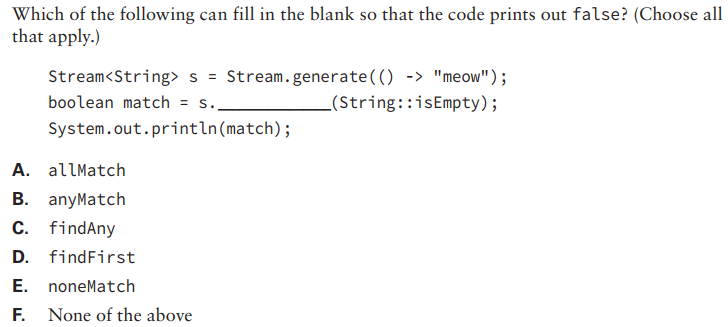 Which of the following can fill in the blank so that the code prints out false? (Choose all
that apply.)
Stream<String> s = Stream.generate(() -> "meow");
boolean match = s.____________(String::isEmpty);
System.out.println(match);
A. allMatch
B. anyMatch
C. findAny
D. findFirst
E. noneMatch
F. None of the above